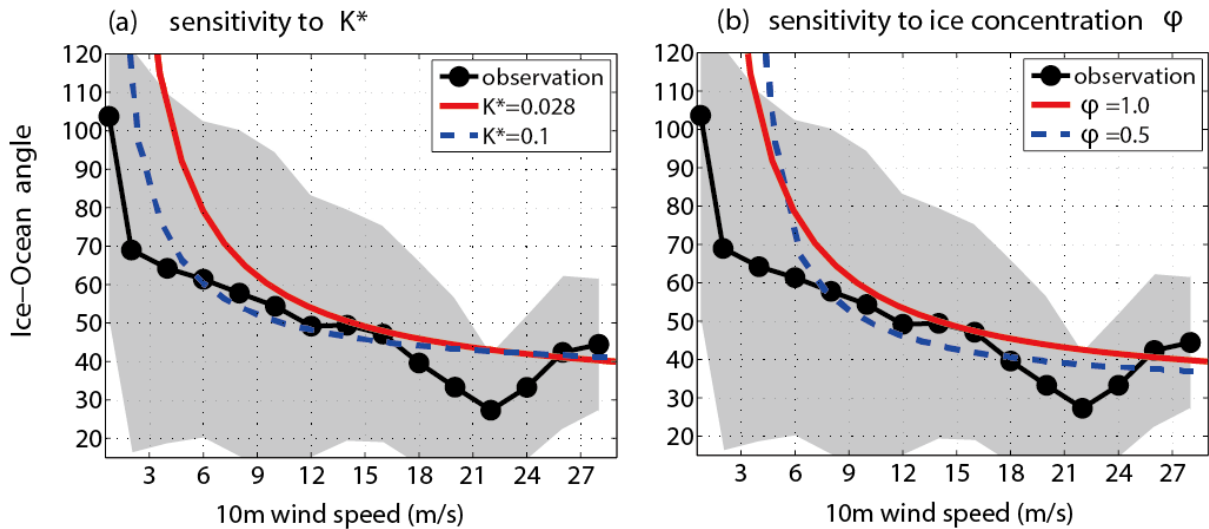 (a) sensitivity to K*
120
110
100
90
80
70
60
50
40
30
20
Ice–Ocean angle
observation
K*=0.028
K*=0.1
3 6 9 12 15 18 21 24 27
10m wind speed (m/s)
(b) sensitivity to ice concentration φ
120
110
100
90
80
70
60
50
40
30
20
observation
φ =1.0
φ =0.5
3 6 9 12 15 18 21 24 27
10m wind speed (m/s)